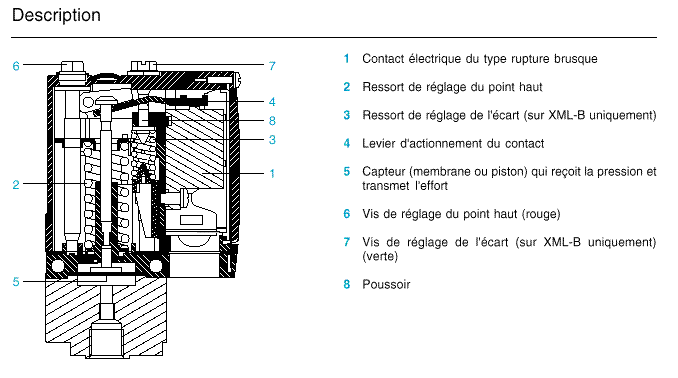 Description
6
7
4
8
3
1
2
5
1 Contact électrique du type rupture brusque
2 Ressort de réglage du point haut
3 Ressort de réglage de l'écart (sur XML-B uniquement)
4 Levier d'actionnement du contact
5 Capteur (membrane ou piston) qui reçoit la pression et
transmet l'effort
6 Vis de réglage du point haut (rouge)
7 Vis de réglage de l'écart (sur XML-B uniquement)
(verte)
8 Poussoir